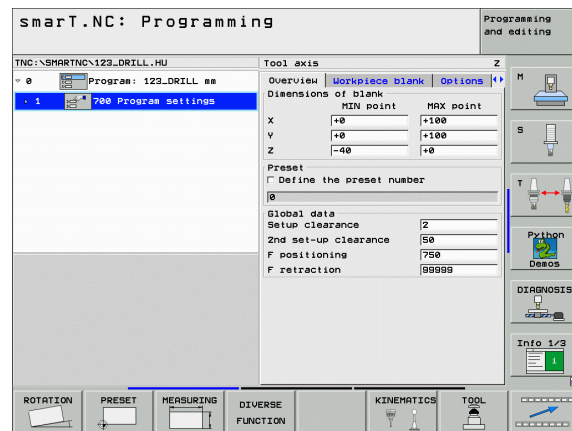 smarT.NC: Programming
Programming
and editing
TNC:\SMARTNC\123_DRILL.HU
Tool axis Z
0 Program: 123_DRILL mm
1 700 Program settings
Overview Workpiece blank Options
Dimensions of blank
MIN point MAX point
X +0 +100
Y +0 +100
Z -40 +0
Preset
Define the preset number
0
Global data
Setup clearance 2
2nd set-up clearance 50
F positioning 750
F retraction 99999
M
S
T
Python
Demos
DIAGNOSIS
Info 1/3
ROTATION
PRESET
MEASURING
DIVERSE
FUNCTION
KINEMATICS
TOOL